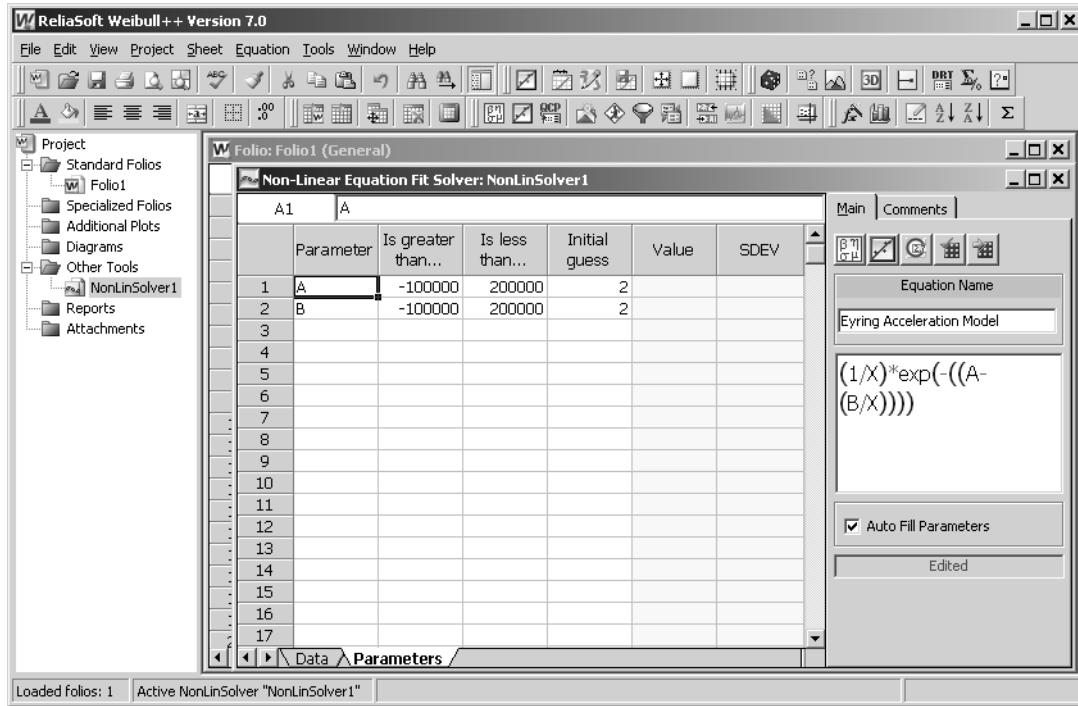 ReliaSoft Weibull++ Version 7.0
File Edit View Project Sheet Equation Tools Window Help
Project
Standard Folios
Folio1
Specialized Folios
Additional Plots
Diagrams
Other Tools
NonLinSolver1
Reports
Attachments
Folio: Folio1 (General)
Non-Linear Equation Fit Solver: NonLinSolver1
A1 A
Parameter Is greater than... Is less than... Initial guess Value SDEV
1 A -100000 200000 2
2 B -100000 200000 2
3
4
5
6
7
8
9
10
11
12
13
14
15
16
17
Data Parameters
Main Comments
Equation Name
Eyring Acceleration Model
(1/X)*exp(-((A-
(B/X))))
Auto Fill Parameters
Edited
Loaded folios: 1 Active NonLinSolver "NonLinSolver1"